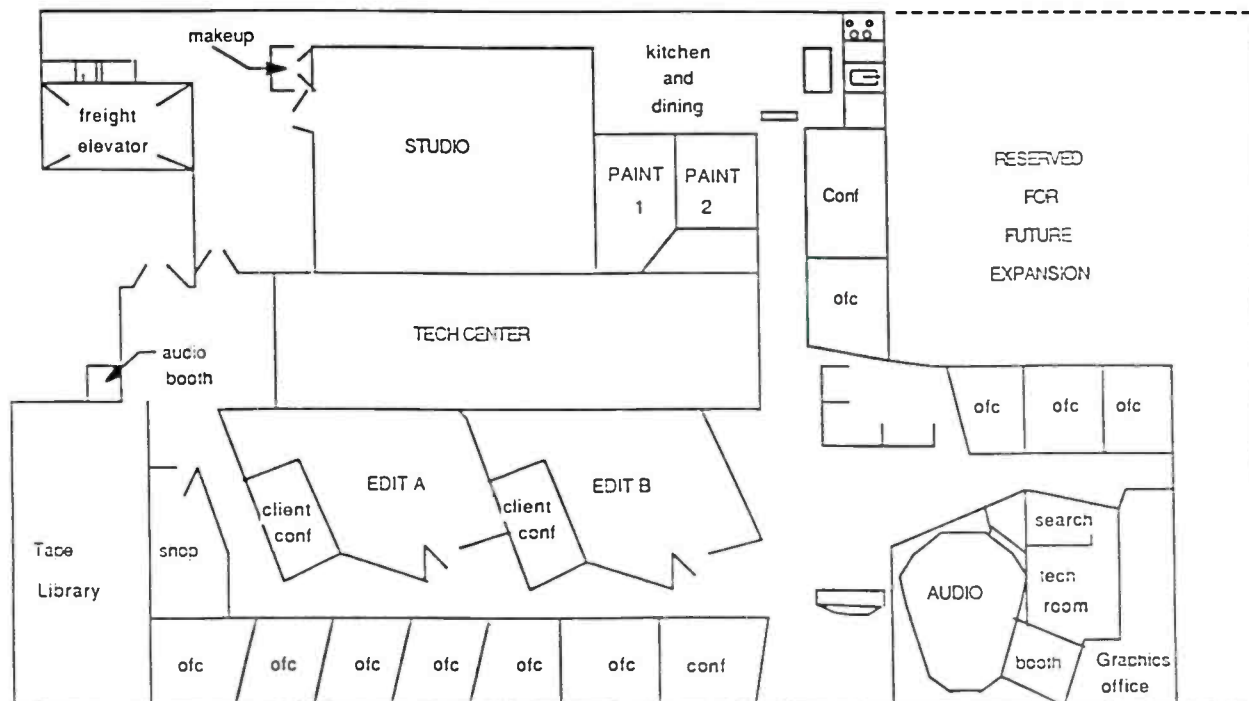 makeup
freight
elevator
STUDIO
kitchen
and
dining
PAINT
1
PAINT
2
Conf
ofc
RESERVED
FOR
FUTURE
EXPANSION
TECH CENTER
audio
booth
ofc
ofc
ofc
EDIT A
client
conf
EDIT B
client
conf
Tape
Library
shop
search
tech
room
AUDIO
booth
Graphics
office
ofc
ofc
ofc
ofc
ofc
ofc
conf